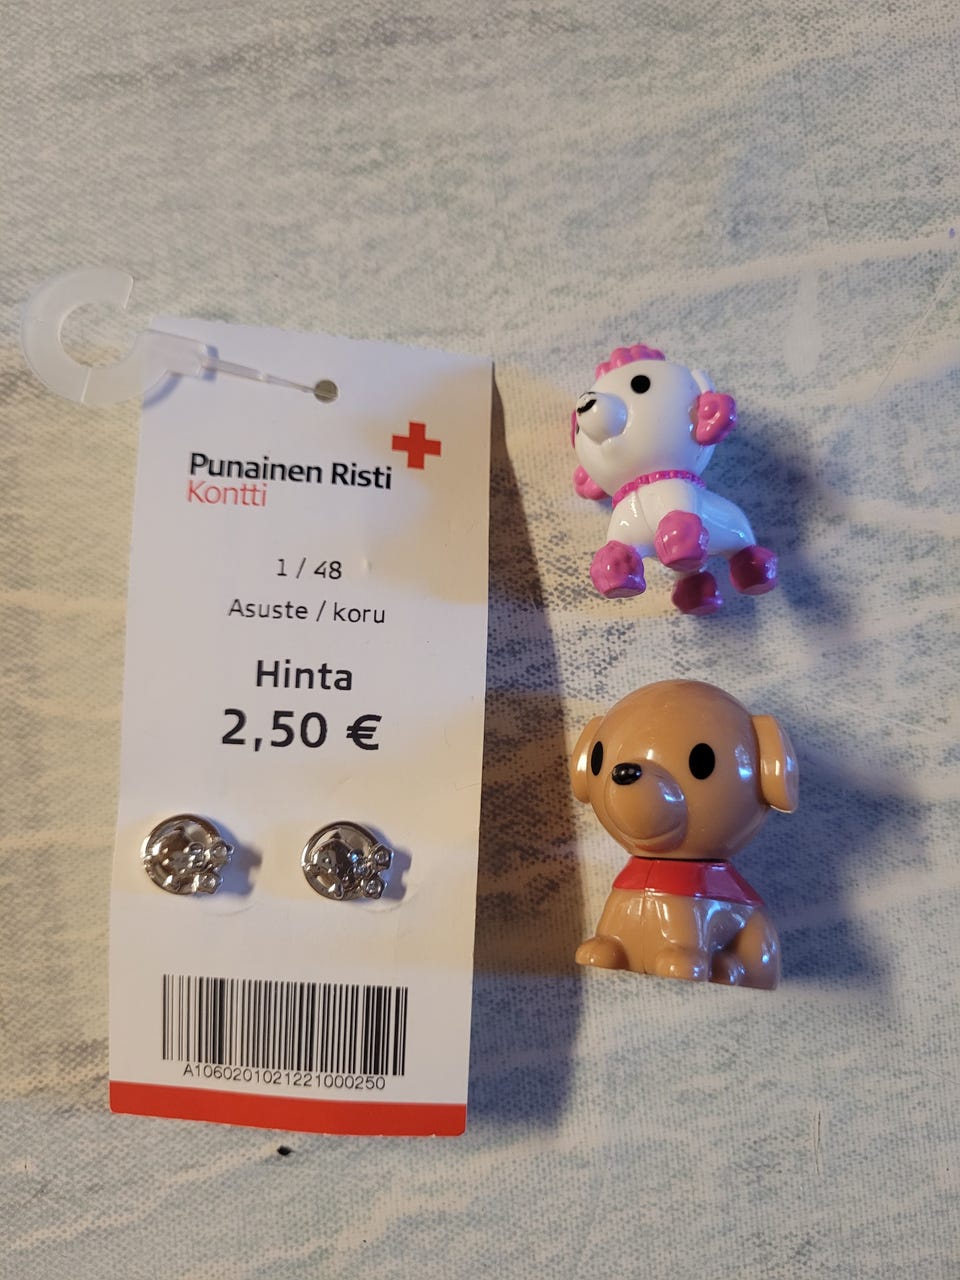 Punainen Risti
Kontti
1 / 48
Asuste / koru
Hinta
2,50 €
A1060201021221000250